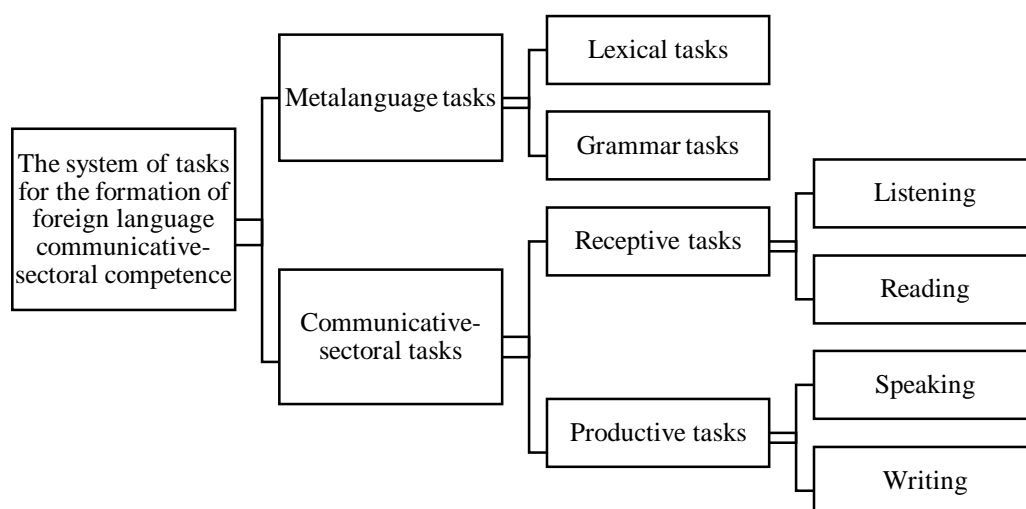 The system of tasks
for the formation of
foreign language
communicative-
sectoral competence
Metalanguage tasks
Lexical tasks
Grammar tasks
Communicative-
sectoral tasks
Receptive tasks
Listening
Reading
Productive tasks
Speaking
Writing